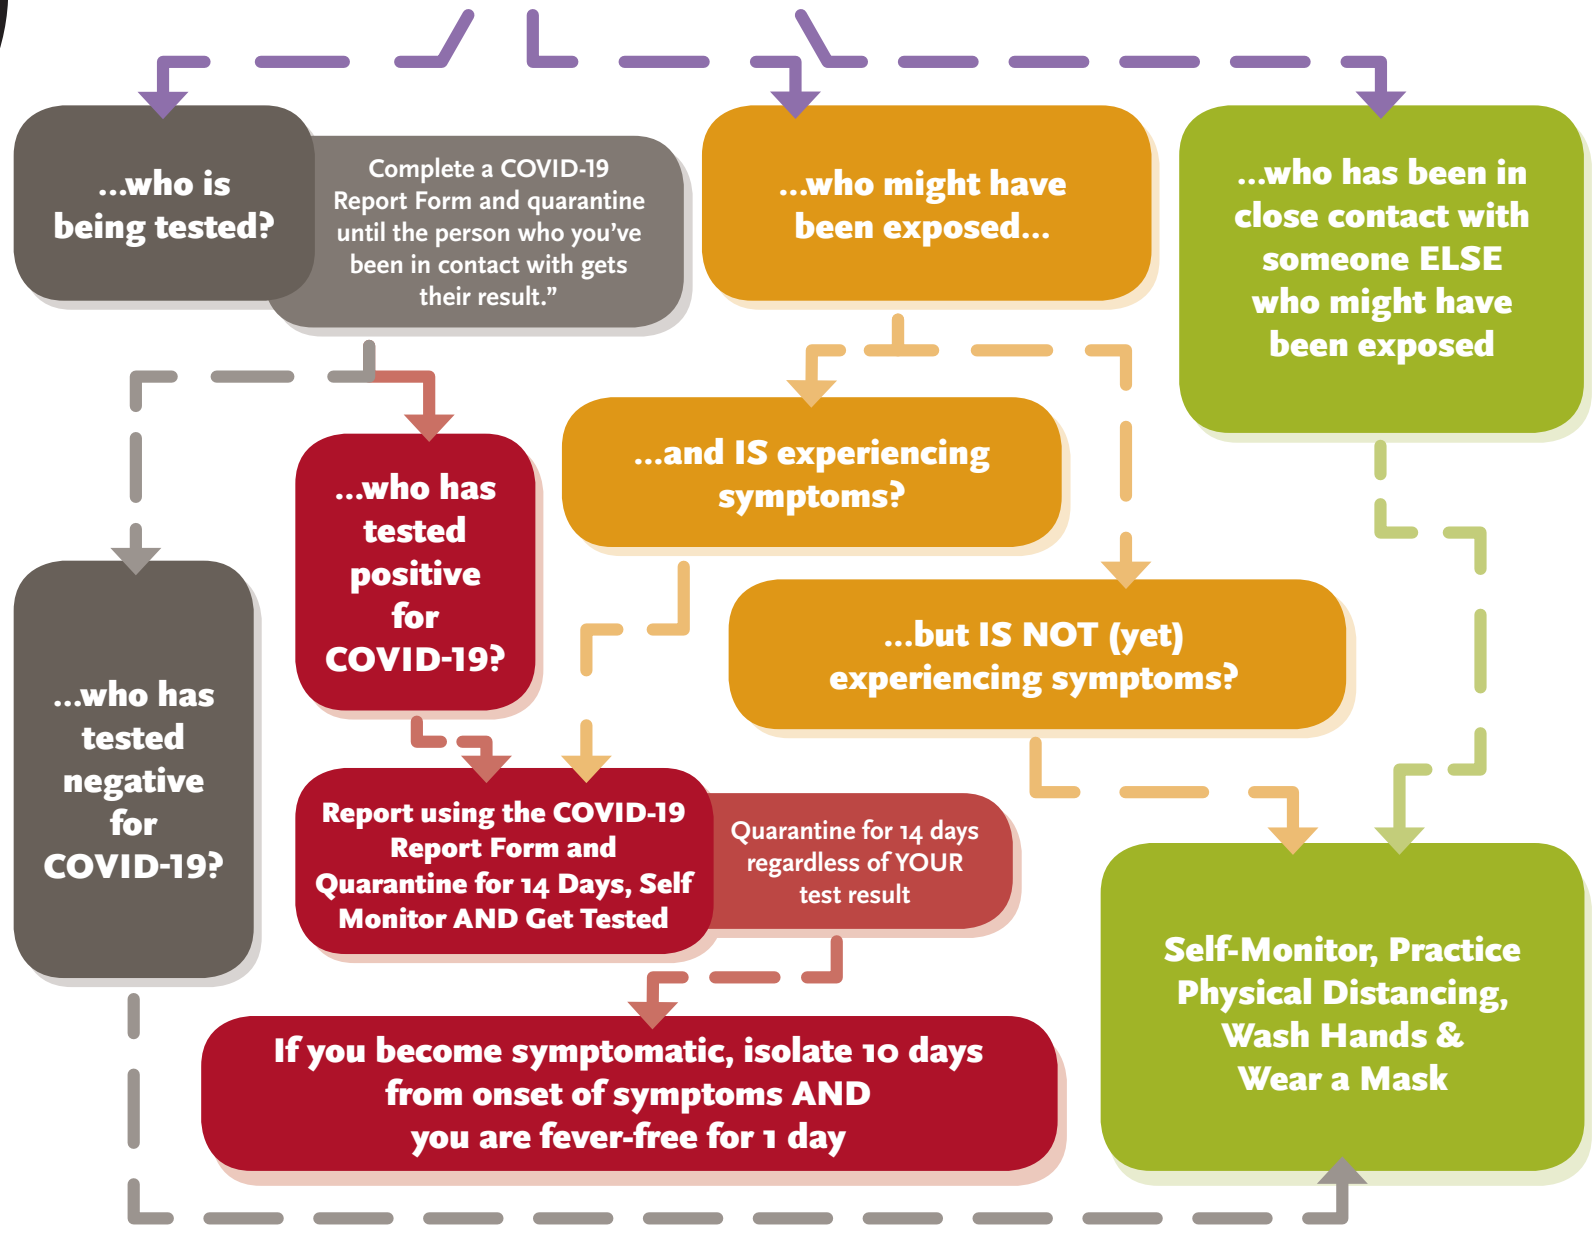 ...who is
being tested?
Complete a COVID-19
Report Form and quarantine
until the person who you’ve
been in contact with gets
their result.”
...who might have
been exposed...
...who has been in
close contact with
someone ELSE
who might have
been exposed
...and IS experiencing
symptoms?
...who has
tested
positive
for
COVID-19?
...but IS NOT (yet)
experiencing symptoms?
...who has
tested
negative
for
COVID-19?
Report using the COVID-19
Report Form and
Quarantine for 14 Days, Self
Monitor AND Get Tested
Quarantine for 14 days
regardless of YOUR
test result
Self-Monitor, Practice
Physical Distancing,
Wash Hands &
Wear a Mask
If you become symptomatic, isolate 10 days
from onset of symptoms AND
you are fever-free for 1 day